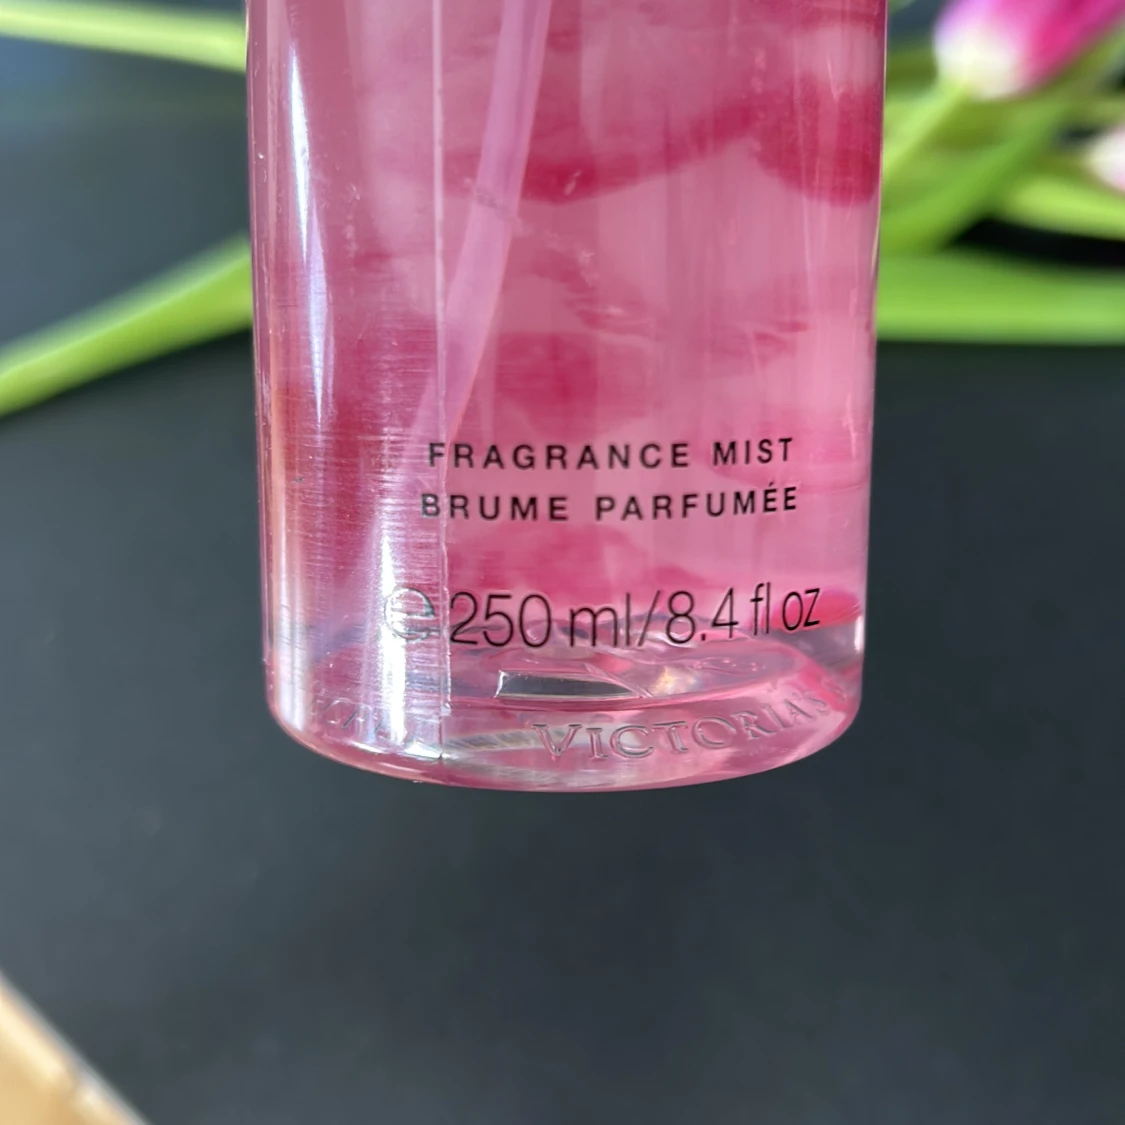 FRAGRANCE MIST
BRUME PARFUMÉE
℮ 250 ml/8.4 fl oz
VICTORIA'S